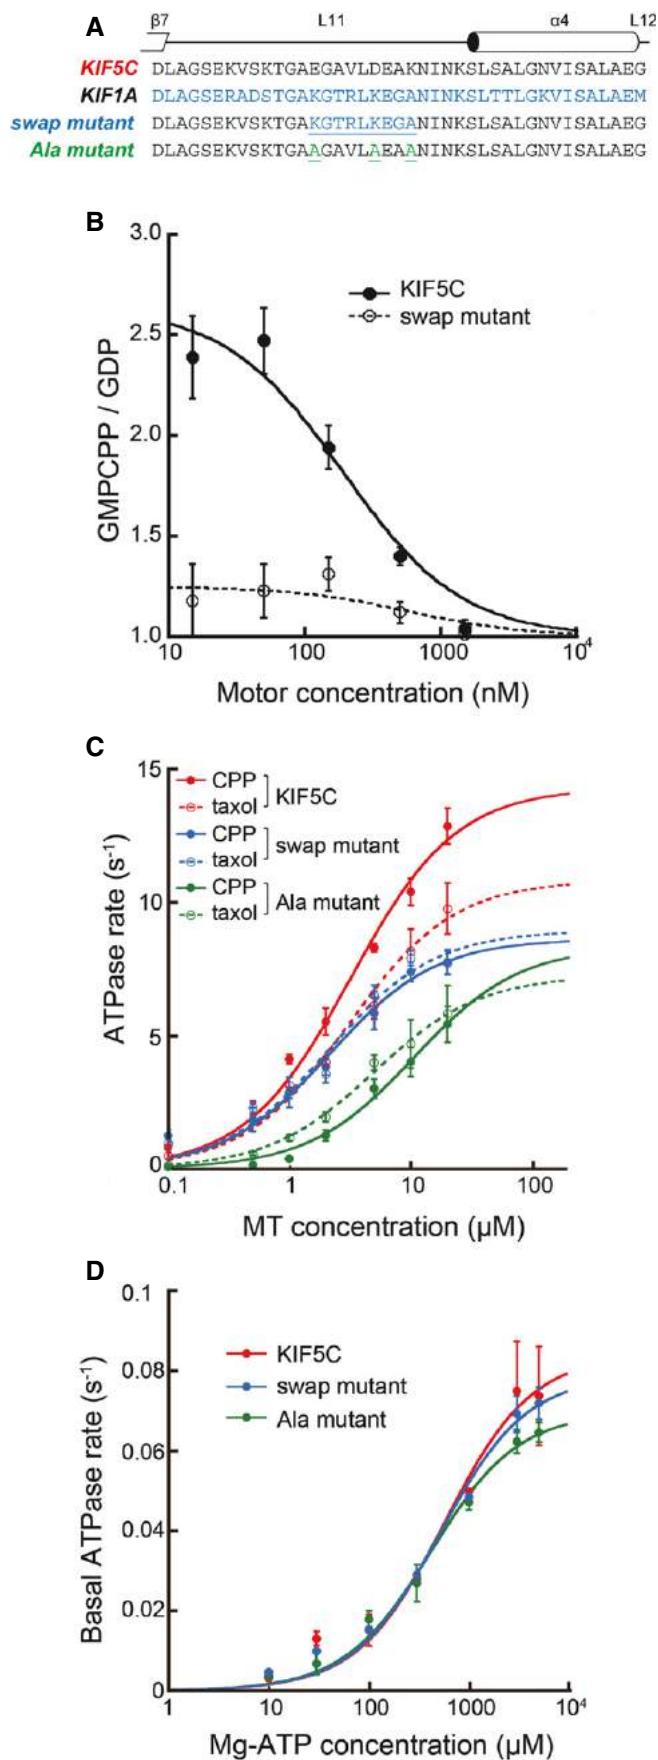 A
β7 L11 α4 L12
KIF5C DLAGSEKVSKTGAEGAVLDEAKNINKSLSALGNVISALAEG
KIF1A DLAGSERADSTGAKGTRLKEGANINKSLTTLGKVISALAEM
swap mutant DLAGSEKVSKTGAKGTRLKEGANINKSLSALGNVISALAEG
Ala mutant DLAGSEKVSKTGAAGAVLAEAANINKSLSALGNVISALAEG
B
GMPCPP / GDP
3.0
2.5
2.0
1.5
1.0
KIF5C
swap mutant
10 100 1000 10⁴
Motor concentration (nM)
C
ATPase rate (s⁻¹)
15
10
5
0
CPP
taxol
KIF5C
CPP
taxol
swap mutant
CPP
taxol
Ala mutant
0.1 1 10 100
MT concentration (µM)
D
Basal ATPase rate (s⁻¹)
0.1
0.08
0.06
0.04
0.02
0
KIF5C
swap mutant
Ala mutant
1 10 100 1000 10⁴
Mg-ATP concentration (µM)